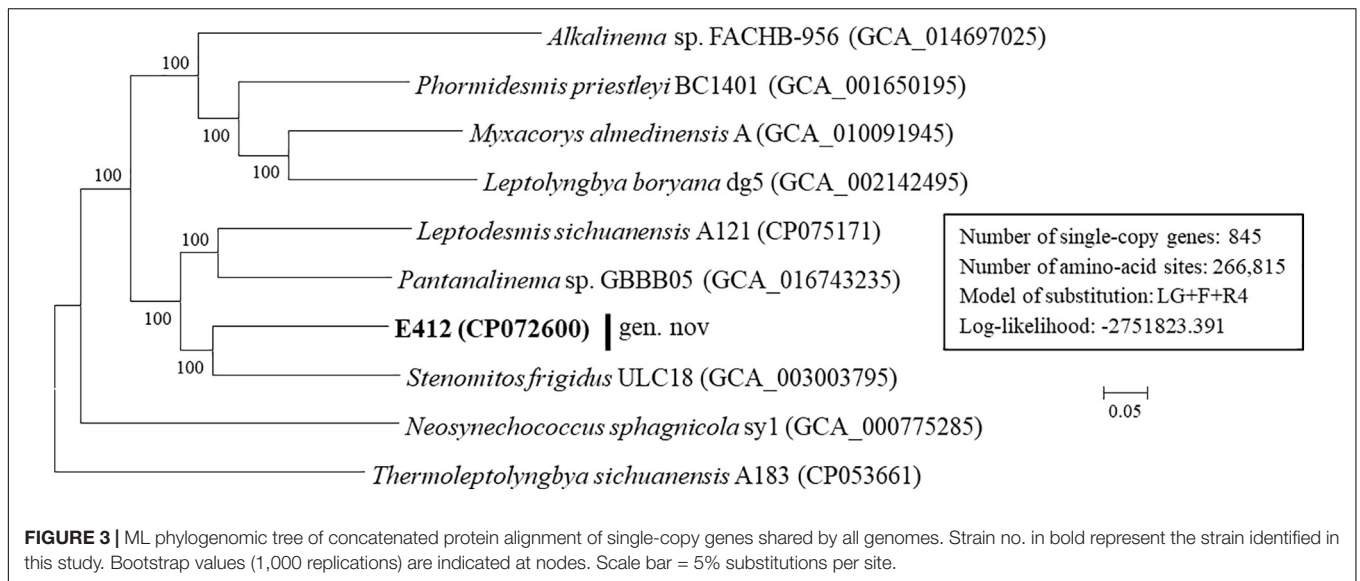 Alkalinema sp. FACHB-956 (GCA_014697025)
100
Phormidesmis priestleyi BC1401 (GCA_001650195)
100
Myxacorys almedinensis A (GCA_010091945)
100
100
Leptolyngbya boryana dg5 (GCA_002142495)
Leptodesmis sichuanensis A121 (CP075171)
100
Pantanalinema sp. GBBB05 (GCA_016743235)
100
E412 (CP072600) gen. nov
100
Stenomitos frigidus ULC18 (GCA_003003795)
Neosynechococcus sphagnicola sy1 (GCA_000775285)
Thermoleptolyngbya sichuanensis A183 (CP053661)
Number of single-copy genes: 845
Number of amino-acid sites: 266,815
Model of substitution: LG+F+R4
Log-likelihood: -2751823.391
0.05
FIGURE 3 | ML phylogenomic tree of concatenated protein alignment of single-copy genes shared by all genomes. Strain no. in bold represent the strain identified in
this study. Bootstrap values (1,000 replications) are indicated at nodes. Scale bar = 5% substitutions per site.